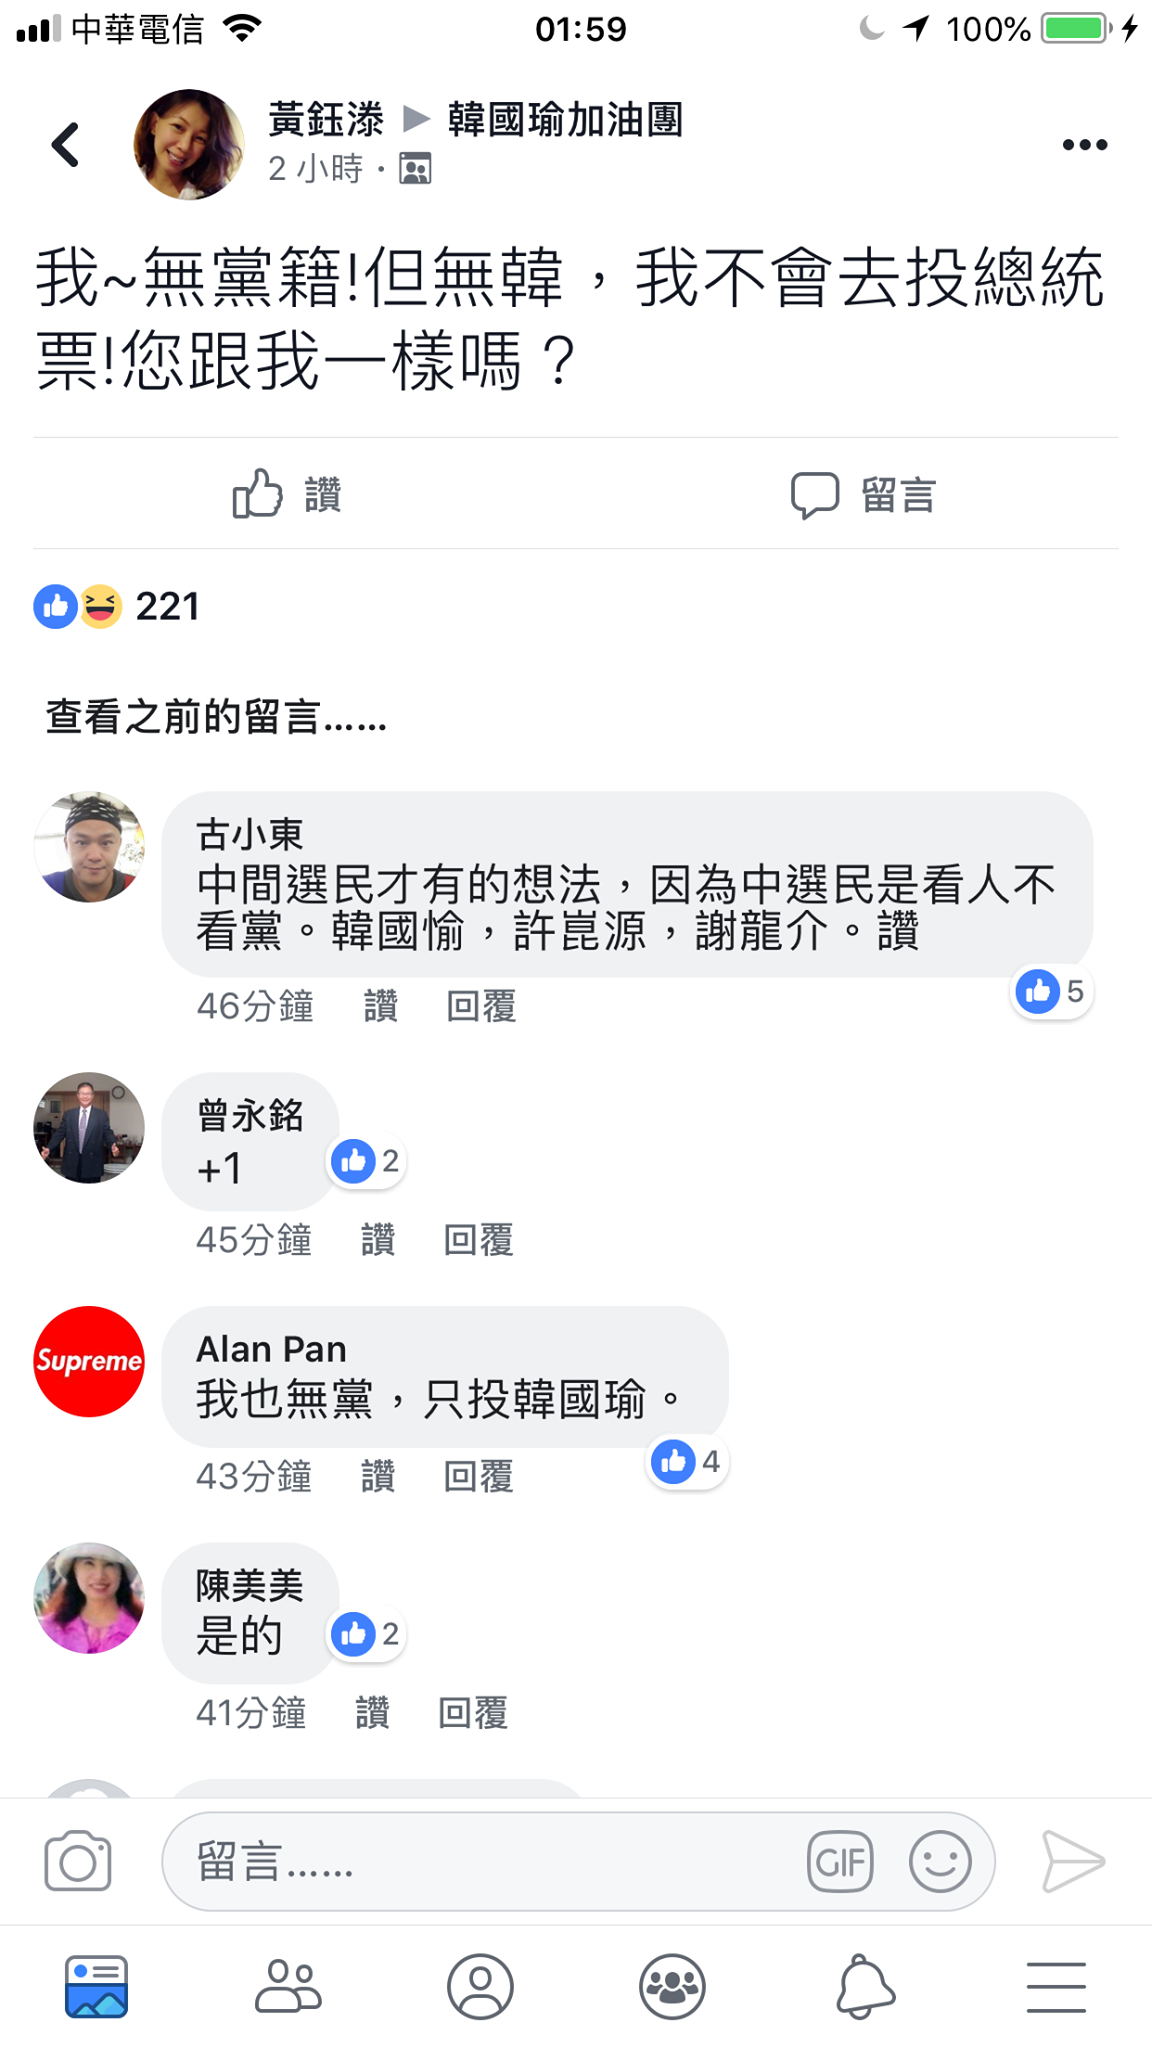 中華電信 01:59 100%
黃鈺溙 ▶ 韓國瑜加油團
2 小時 ·
我~無黨籍!但無韓，我不會去投總統
票!您跟我一樣嗎？
讚 留言
221
查看之前的留言......
古小東
中間選民才有的想法，因為中選民是看人不
看黨。韓國愉，許崑源，謝龍介。讚
46分鐘 讚 回覆 5
曾永銘
+1 2
45分鐘 讚 回覆
Supreme
Alan Pan
我也無黨，只投韓國瑜。
43分鐘 讚 回覆 4
陳美美
是的 2
41分鐘 讚 回覆
留言...... GIF